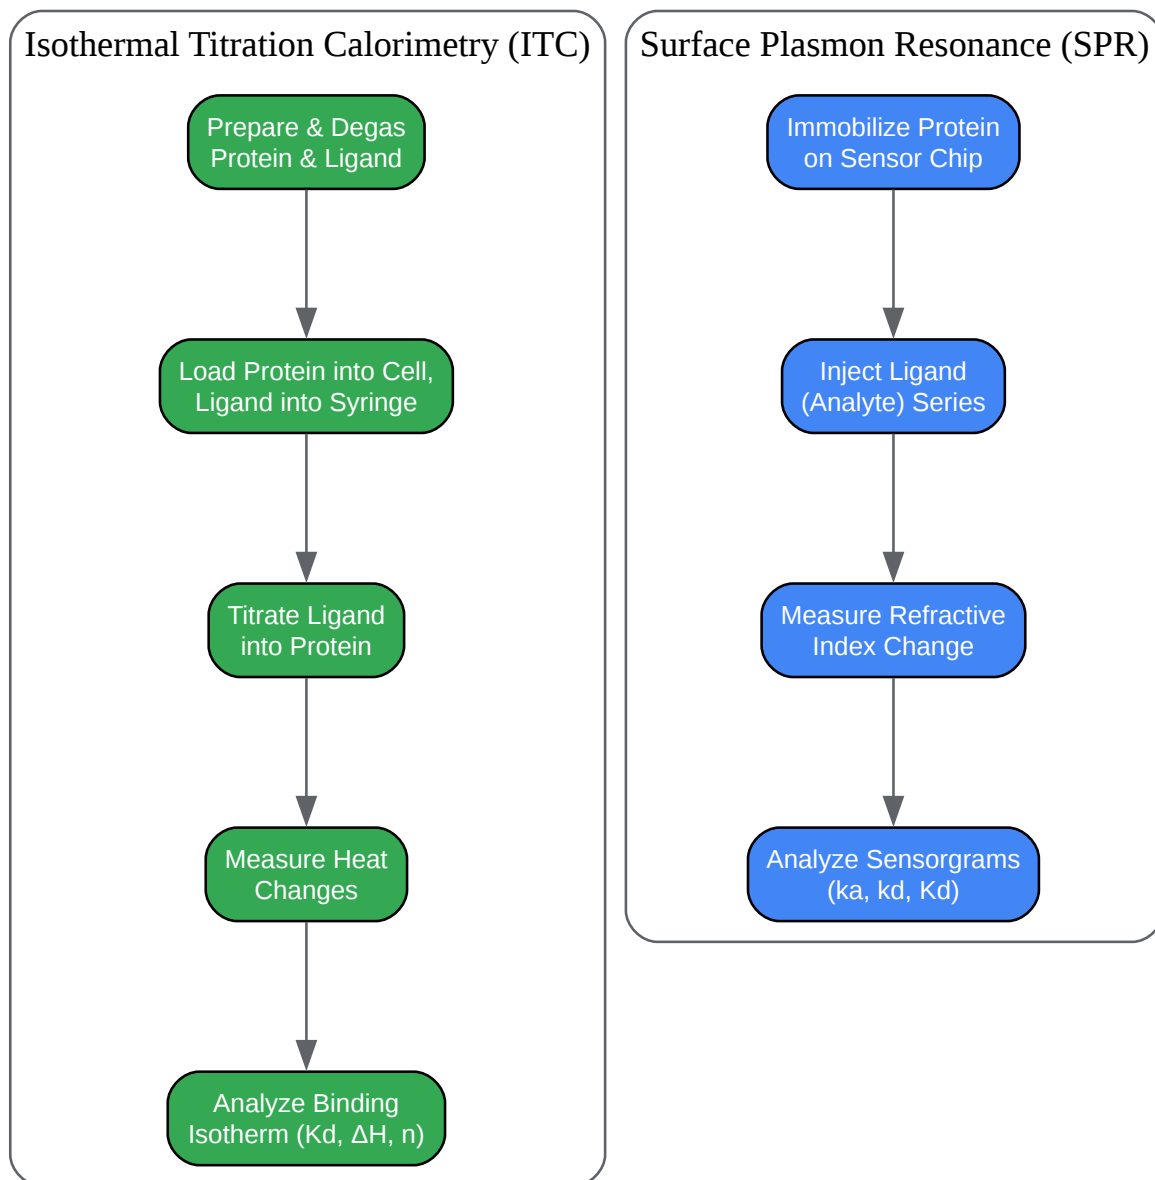 Isothermal Titration Calorimetry (ITC)
Prepare & Degas
Protein & Ligand
Load Protein into Cell,
Ligand into Syringe
Titrate Ligand
into Protein
Measure Heat
Changes
Analyze Binding
Isotherm (Kd, ΔH, n)
Surface Plasmon Resonance (SPR)
Immobilize Protein
on Sensor Chip
Inject Ligand
(Analyte) Series
Measure Refractive
Index Change
Analyze Sensorgrams
(ka, kd, Kd)